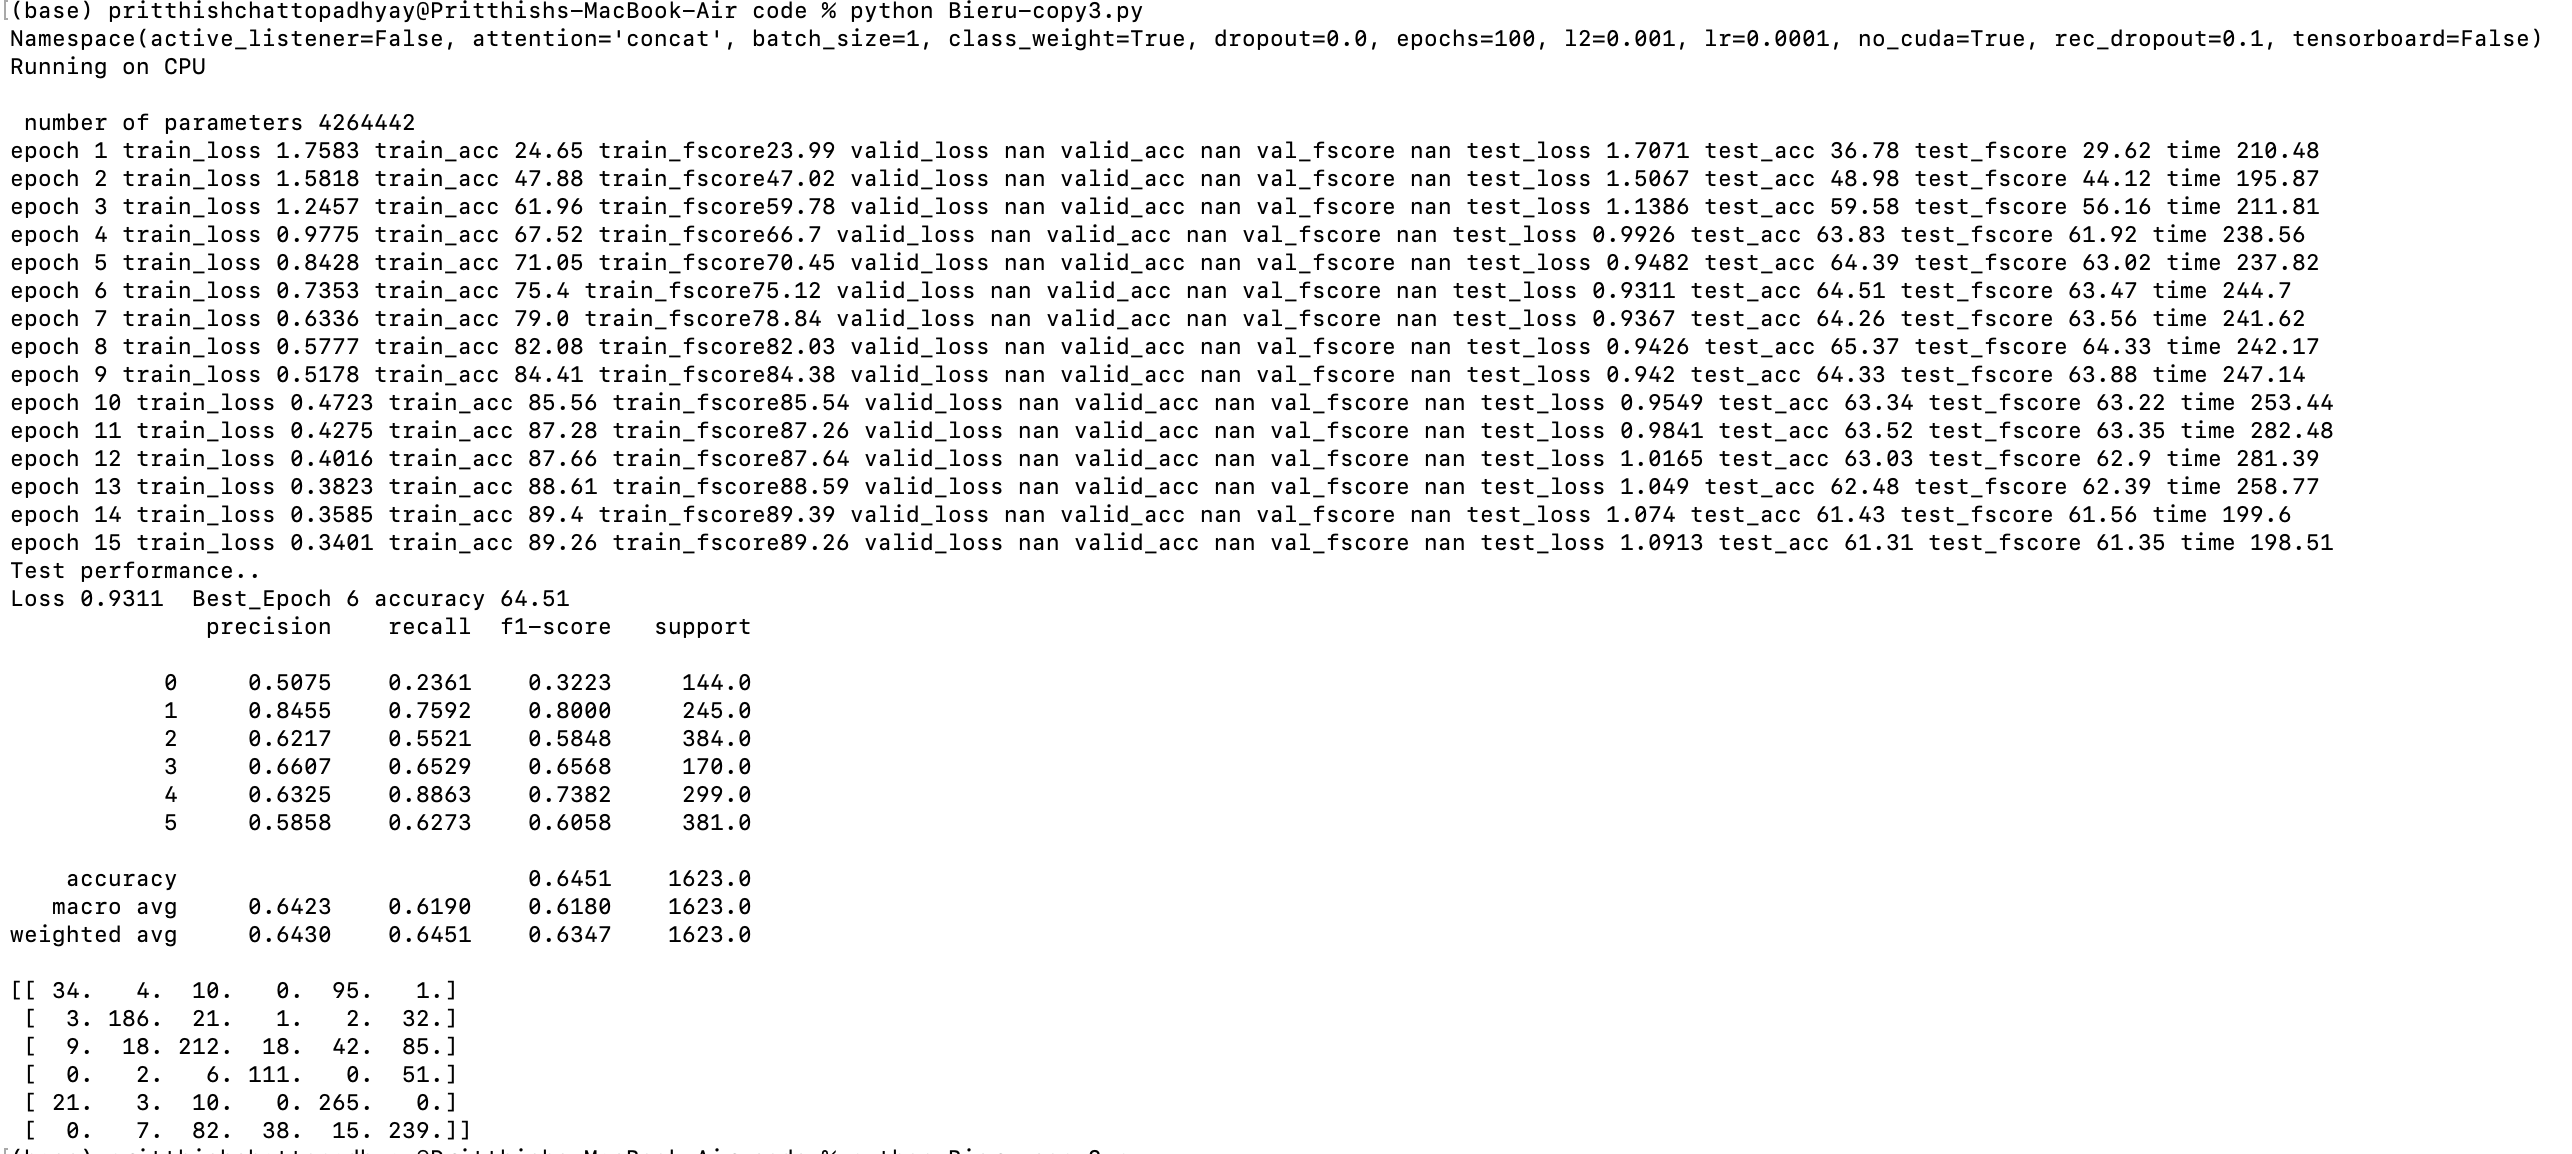 (base) pritthishchattopadhyay@Pritthishs-MacBook-Air code % python Bieru-copy3.py
Namespace(active_listener=False, attention='concat', batch_size=1, class_weight=True, dropout=0.0, epochs=100, l2=0.001, lr=0.0001, no_cuda=True, rec_dropout=0.1, tensorboard=False)
Running on CPU
number of parameters 4264442
epoch 1 train_loss 1.7583 train_acc 24.65 train_fscore23.99 valid_loss nan valid_acc nan val_fscore nan test_loss 1.7071 test_acc 36.78 test_fscore 29.62 time 210.48
epoch 2 train_loss 1.5818 train_acc 47.88 train_fscore47.02 valid_loss nan valid_acc nan val_fscore nan test_loss 1.5067 test_acc 48.98 test_fscore 44.12 time 195.87
epoch 3 train_loss 1.2457 train_acc 61.96 train_fscore59.78 valid_loss nan valid_acc nan val_fscore nan test_loss 1.1386 test_acc 59.58 test_fscore 56.16 time 211.81
epoch 4 train_loss 0.9775 train_acc 67.52 train_fscore66.7 valid_loss nan valid_acc nan val_fscore nan test_loss 0.9926 test_acc 63.83 test_fscore 61.92 time 238.56
epoch 5 train_loss 0.8428 train_acc 71.05 train_fscore70.45 valid_loss nan valid_acc nan val_fscore nan test_loss 0.9482 test_acc 64.39 test_fscore 63.02 time 237.82
epoch 6 train_loss 0.7353 train_acc 75.4 train_fscore75.12 valid_loss nan valid_acc nan val_fscore nan test_loss 0.9311 test_acc 64.51 test_fscore 63.47 time 244.7
epoch 7 train_loss 0.6336 train_acc 79.0 train_fscore78.84 valid_loss nan valid_acc nan val_fscore nan test_loss 0.9367 test_acc 64.26 test_fscore 63.56 time 241.62
epoch 8 train_loss 0.5777 train_acc 82.08 train_fscore82.03 valid_loss nan valid_acc nan val_fscore nan test_loss 0.9426 test_acc 65.37 test_fscore 64.33 time 242.17
epoch 9 train_loss 0.5178 train_acc 84.41 train_fscore84.38 valid_loss nan valid_acc nan val_fscore nan test_loss 0.942 test_acc 64.33 test_fscore 63.88 time 247.14
epoch 10 train_loss 0.4723 train_acc 85.56 train_fscore85.54 valid_loss nan valid_acc nan val_fscore nan test_loss 0.9549 test_acc 63.34 test_fscore 63.22 time 253.44
epoch 11 train_loss 0.4275 train_acc 87.28 train_fscore87.26 valid_loss nan valid_acc nan val_fscore nan test_loss 0.9841 test_acc 63.52 test_fscore 63.35 time 282.48
epoch 12 train_loss 0.4016 train_acc 87.66 train_fscore87.64 valid_loss nan valid_acc nan val_fscore nan test_loss 1.0165 test_acc 63.03 test_fscore 62.9 time 281.39
epoch 13 train_loss 0.3823 train_acc 88.61 train_fscore88.59 valid_loss nan valid_acc nan val_fscore nan test_loss 1.049 test_acc 62.48 test_fscore 62.39 time 258.77
epoch 14 train_loss 0.3585 train_acc 89.4 train_fscore89.39 valid_loss nan valid_acc nan val_fscore nan test_loss 1.074 test_acc 61.43 test_fscore 61.56 time 199.6
epoch 15 train_loss 0.3401 train_acc 89.26 train_fscore89.26 valid_loss nan valid_acc nan val_fscore nan test_loss 1.0913 test_acc 61.31 test_fscore 61.35 time 198.51
Test performance..
Loss 0.9311  Best_Epoch 6 accuracy 64.51
precision recall f1-score support
0 0.5075 0.2361 0.3223 144.0
1 0.8455 0.7592 0.8000 245.0
2 0.6217 0.5521 0.5848 384.0
3 0.6607 0.6529 0.6568 170.0
4 0.6325 0.8863 0.7382 299.0
5 0.5858 0.6273 0.6058 381.0
accuracy 0.6451 1623.0
macro avg 0.6423 0.6190 0.6180 1623.0
weighted avg 0.6430 0.6451 0.6347 1623.0
[[ 34. 4. 10. 0. 95. 1.]
[ 3. 186. 21. 1. 2. 32.]
[ 9. 18. 212. 18. 42. 85.]
[ 0. 2. 6. 111. 0. 51.]
[ 21. 3. 10. 0. 265. 0.]
[ 0. 7. 82. 38. 15. 239.]]